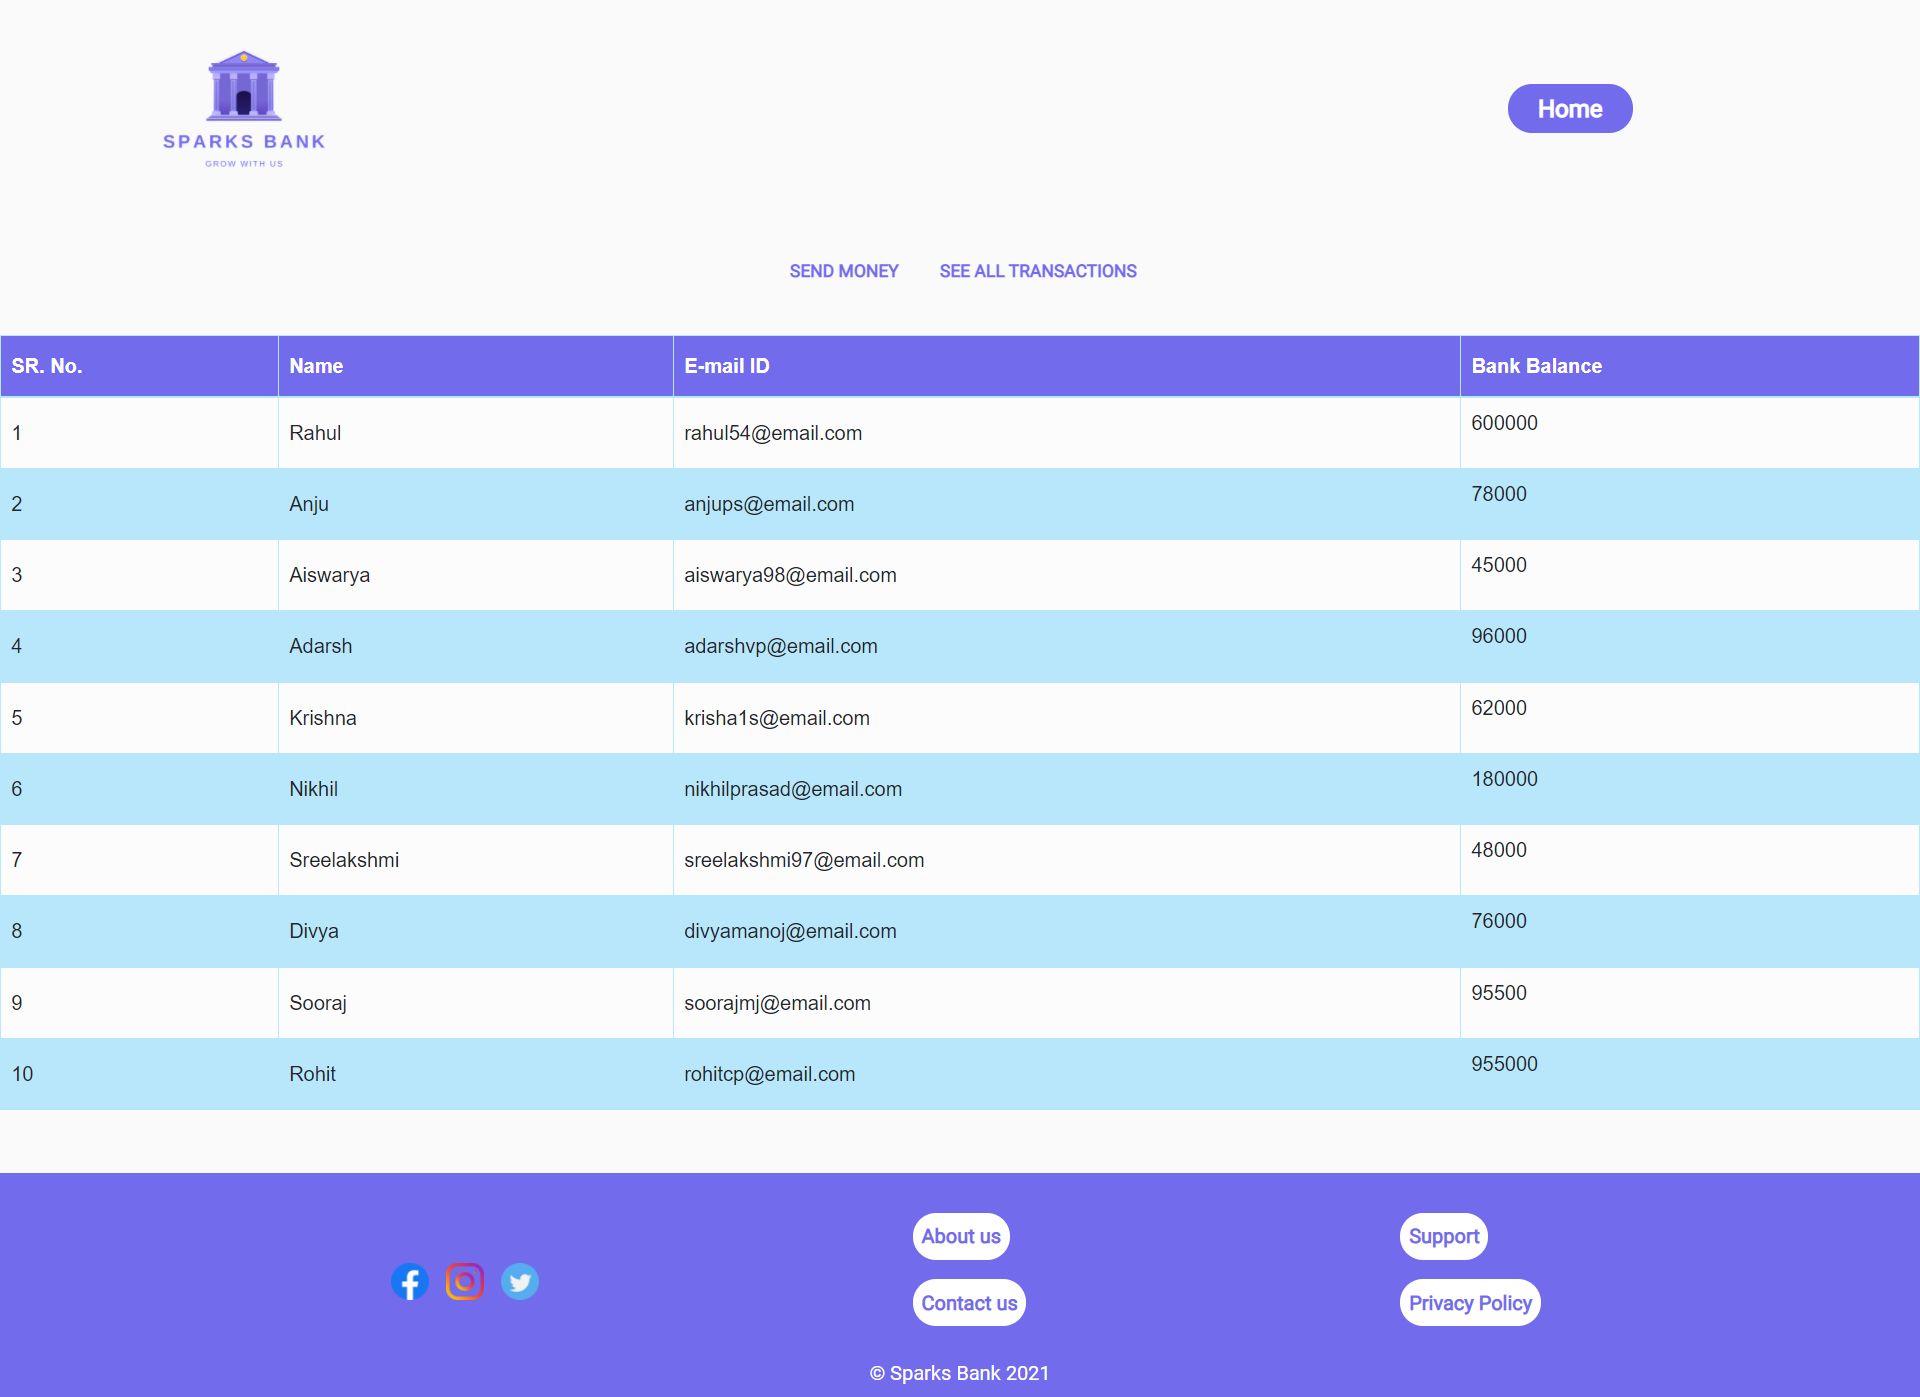 SPARKS BANK
GROW WITH US
Home
SEND MONEY SEE ALL TRANSACTIONS
SR. No. Name E-mail ID Bank Balance
1 Rahul rahul54@email.com 600000
2 Anju anjups@email.com 78000
3 Aiswarya aiswarya98@email.com 45000
4 Adarsh adarshvp@email.com 96000
5 Krishna krisha1s@email.com 62000
6 Nikhil nikhilprasad@email.com 180000
7 Sreelakshmi sreelakshmi97@email.com 48000
8 Divya divyamanoj@email.com 76000
9 Sooraj soorajmj@email.com 95500
10 Rohit rohitcp@email.com 955000
About us Support
Contact us Privacy Policy
© Sparks Bank 2021